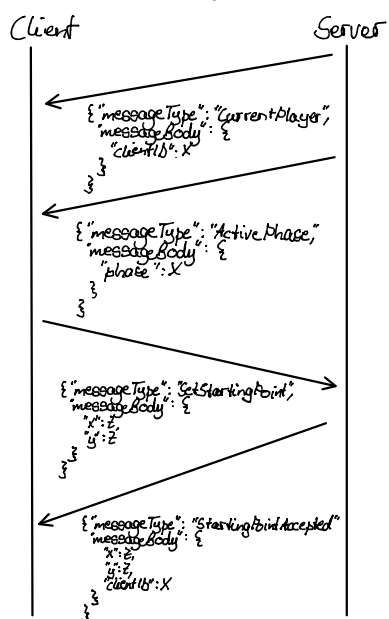 Client
Server
{"messageType": "CurrentPlayer",
"messageBody": {
"clientID": X
}
}
{"messageType": "ActivePhase",
"messageBody": {
"phase": X
}
}
{"messageType": "SetStartingPoint",
"messageBody": {
"x": Z,
"y": Z
}
}
{"messageType": "StartingPointAccepted"
"messageBody": {
"x": Z,
"y": Z,
"clientID": X
}
}